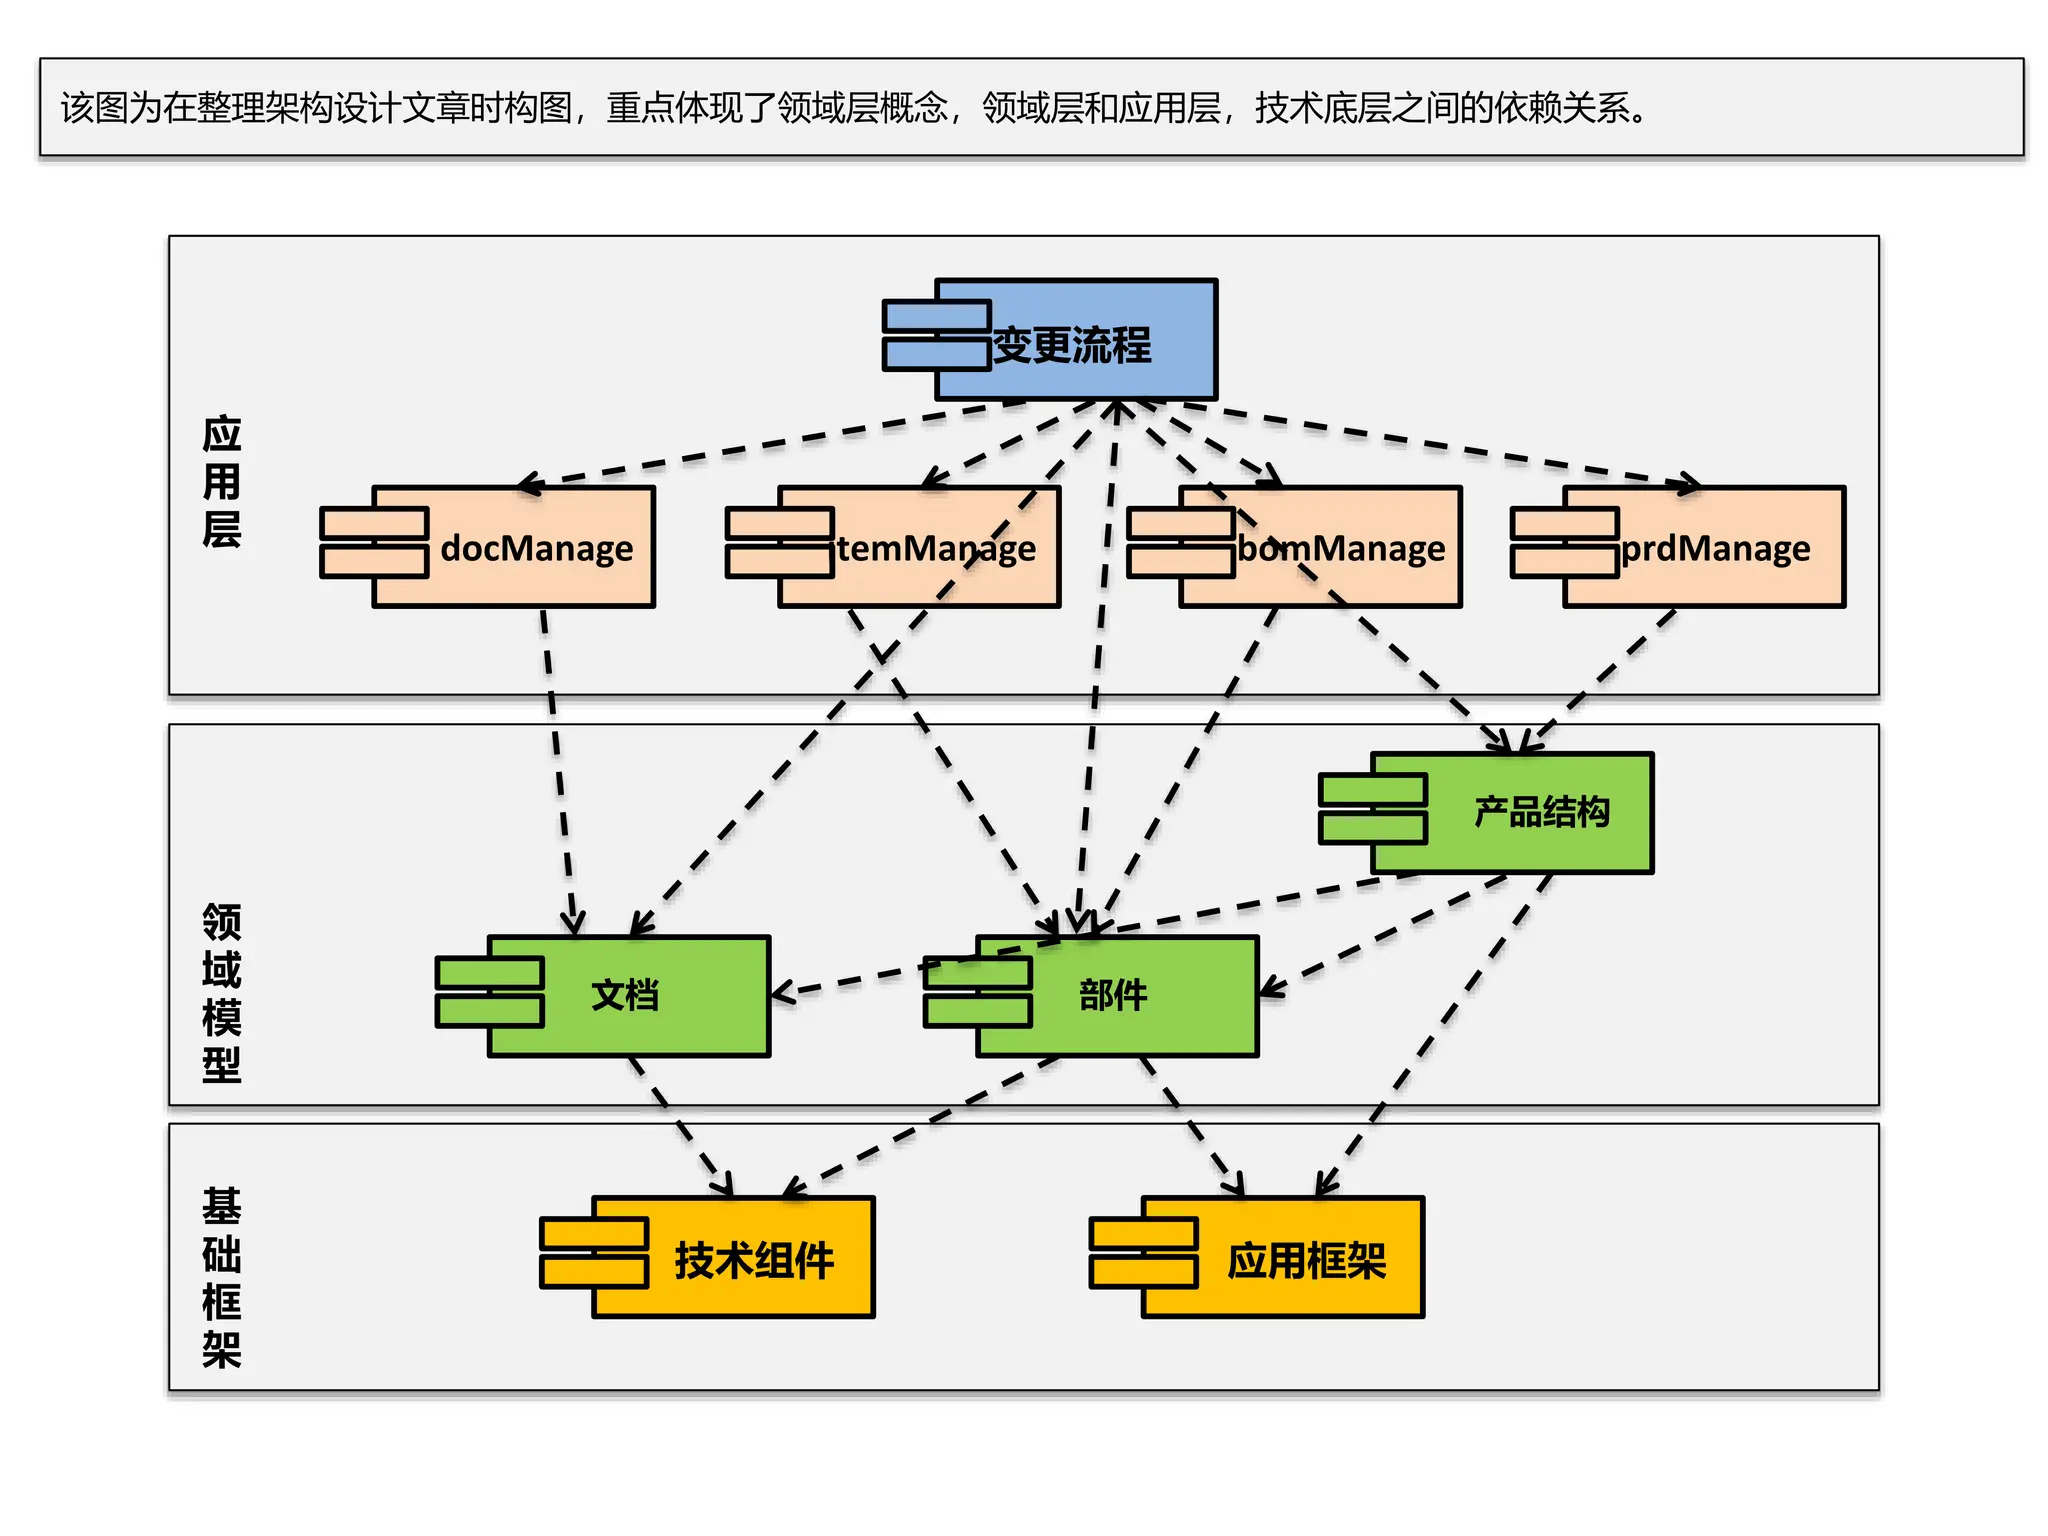 该图为在整理架构设计文章时构图，重点体现了领域层概念，领域层和应用层，技术底层之间的依赖关系。
应用层
变更流程
docManage
itemManage
bomManage
prdManage
领域模型
产品结构
文档
部件
基础框架
技术组件
应用框架